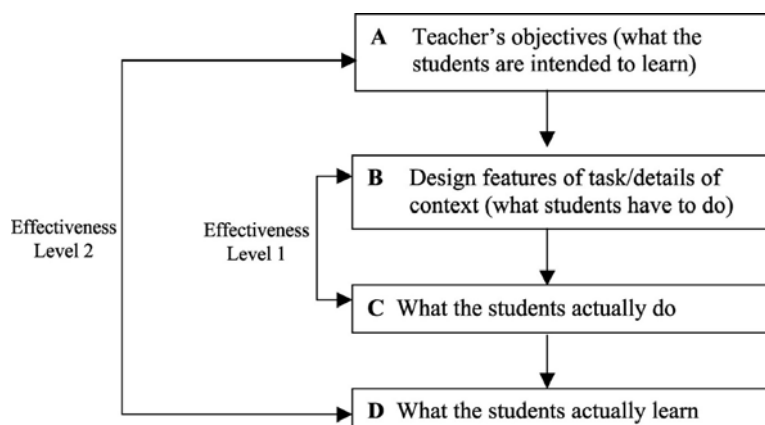 A Teacher's objectives (what the
students are intended to learn)
B Design features of task/details of
context (what students have to do)
Effectiveness
Level 2
Effectiveness
Level 1
C What the students actually do
D What the students actually learn